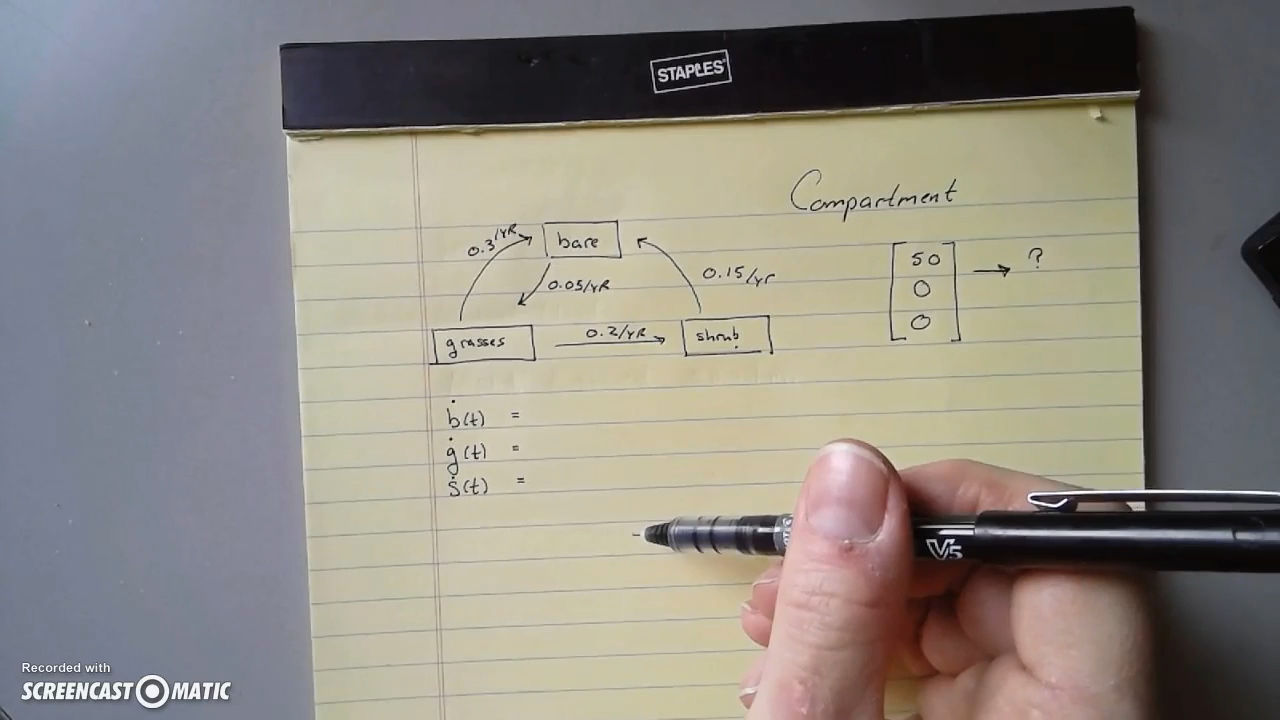 STAPLES
Compartment
0.3/YR
bare
0.05/YR
0.15/yr
50
0
0
→ ?
grasses
0.2/YR
shrub
ḃ(t) =
ġ(t) =
ṡ(t) =
V5
Recorded with
SCREENCAST-O-MATIC